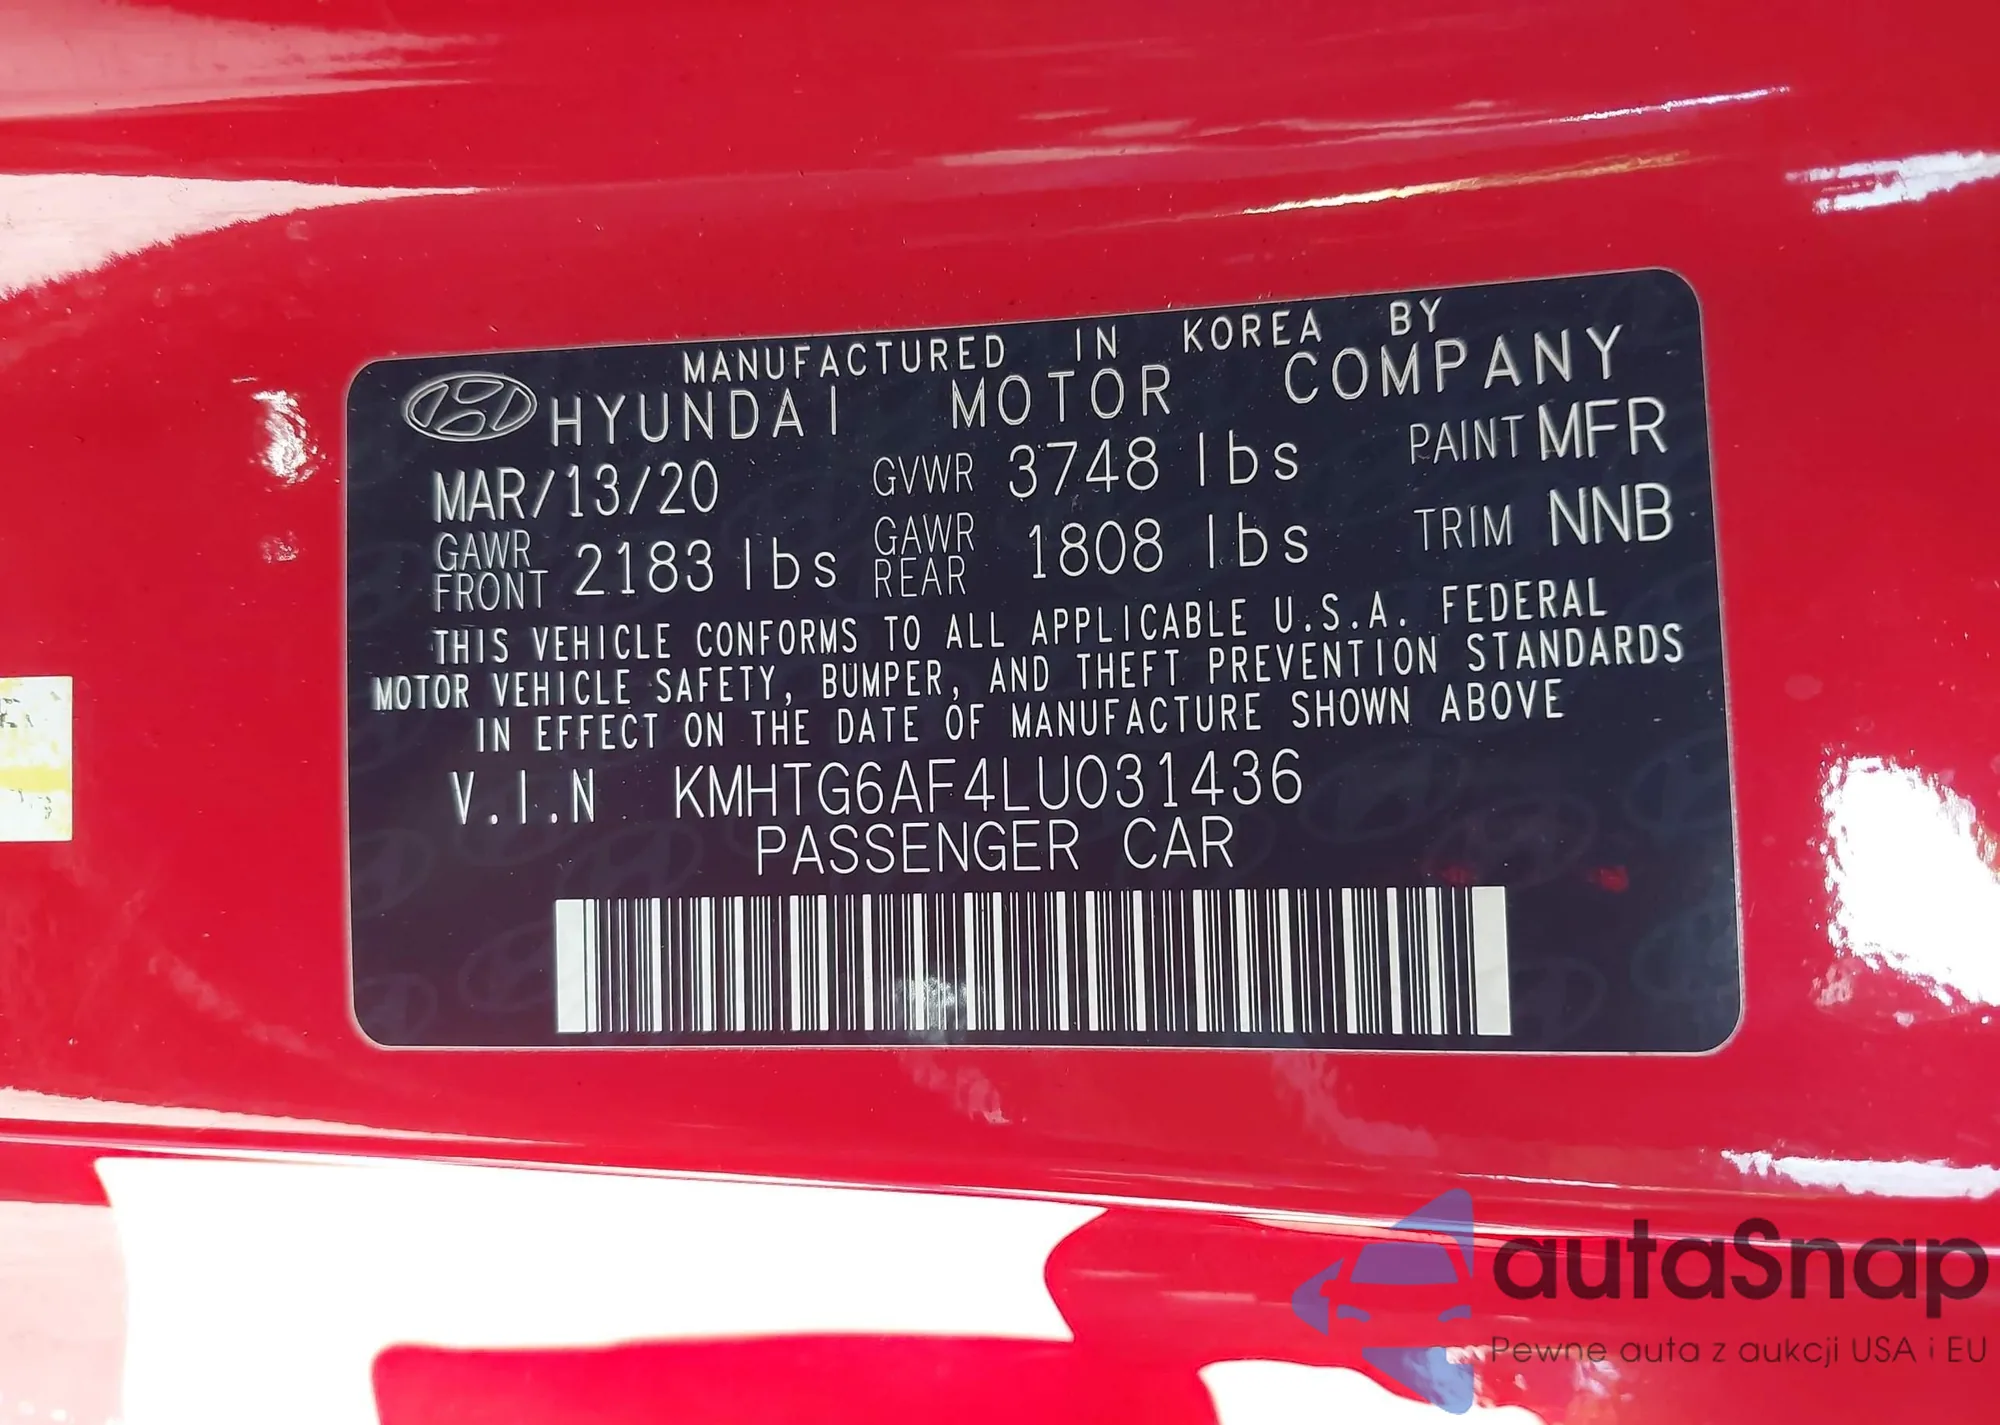 MANUFACTURED IN KOREA BY
HYUNDAI MOTOR COMPANY
MAR/13/20 GVWR 3748 lbs PAINT MFR
GAWR FRONT 2183 lbs GAWR REAR 1808 lbs TRIM NNB
THIS VEHICLE CONFORMS TO ALL APPLICABLE U.S.A. FEDERAL
MOTOR VEHICLE SAFETY, BUMPER, AND THEFT PREVENTION STANDARDS
IN EFFECT ON THE DATE OF MANUFACTURE SHOWN ABOVE
V.I.N KMHTG6AF4LU031436
PASSENGER CAR
autaSnap
Pewne auta z aukcji USA i EU